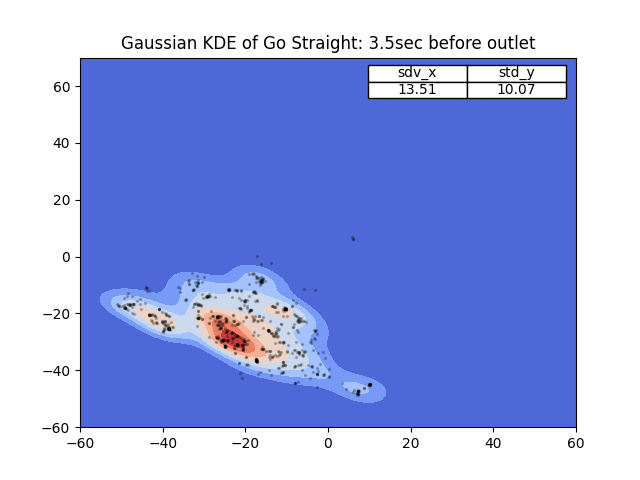 Gaussian KDE of Go Straight: 3.5sec before outlet
sdv_x std_y
13.51 10.07
60
40
20
0
−20
−40
−60
−60 −40 −20 0 20 40 60